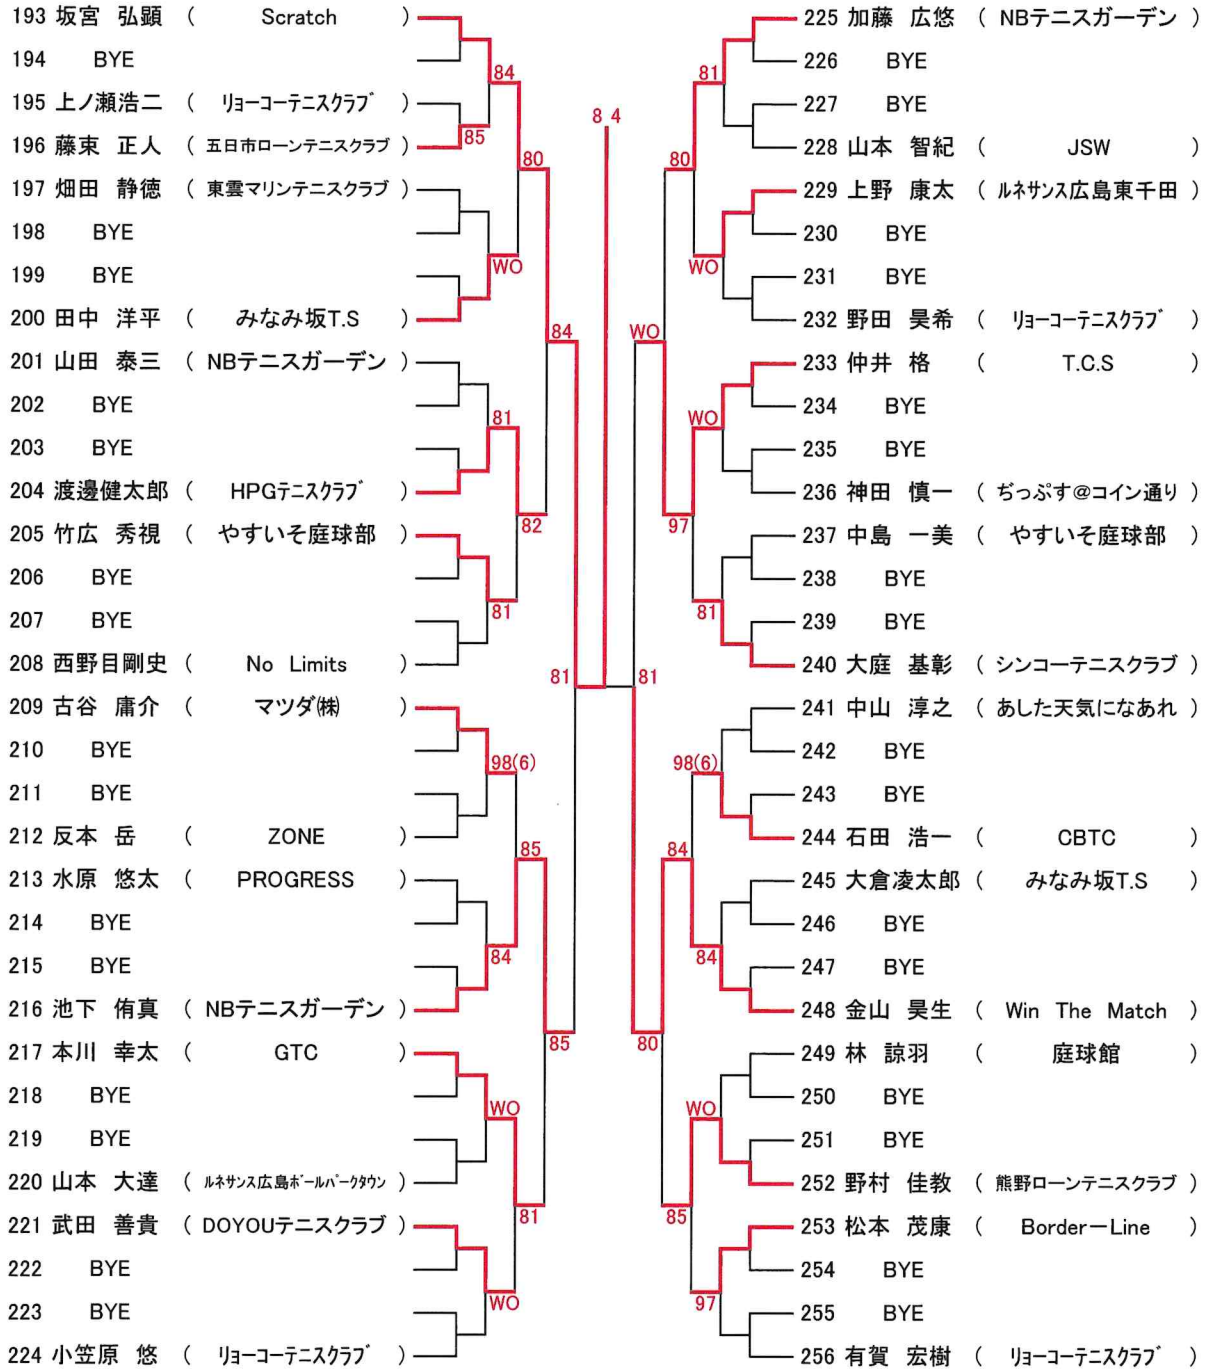 193 坂宮 弘顕 ( Scratch )
194 BYE
195 上ノ瀬浩二 ( リョーコーテニスクラブ )
196 藤東 正人 ( 五日市ローンテニスクラブ )
197 畑田 静徳 ( 東雲マリンテニスクラブ )
198 BYE
199 BYE
200 田中 洋平 ( みなみ坂T.S )
201 山田 泰三 ( NBテニスガーデン )
202 BYE
203 BYE
204 渡邊健太郎 ( HPGテニスクラブ )
205 竹広 秀視 ( やすいそ庭球部 )
206 BYE
207 BYE
208 西野目剛史 ( No Limits )
209 古谷 庸介 ( マツダ㈱ )
210 BYE
211 BYE
212 反本 岳 ( ZONE )
213 水原 悠太 ( PROGRESS )
214 BYE
215 BYE
216 池下 侑真 ( NBテニスガーデン )
217 本川 幸太 ( GTC )
218 BYE
219 BYE
220 山本 大達 ( ルネサンス広島ボールパークタウン )
221 武田 善貴 ( DOYOUテニスクラブ )
222 BYE
223 BYE
224 小笠原 悠 ( リョーコーテニスクラブ )
84
85
80
WO
84
81
82
81
81
98(6)
85
84
85
WO
81
WO
8 4
81
80
WO
WO
WO
97
81
81
98(6)
84
84
80
WO
85
97
225 加藤 広悠 ( NBテニスガーデン )
226 BYE
227 BYE
228 山本 智紀 ( JSW )
229 上野 康太 ( ルネサンス広島東千田 )
230 BYE
231 BYE
232 野田 昊希 ( リョーコーテニスクラブ )
233 仲井 格 ( T.C.S )
234 BYE
235 BYE
236 神田 慎一 ( ぢっぷす@コイン通り )
237 中島 一美 ( やすいそ庭球部 )
238 BYE
239 BYE
240 大庭 基彰 ( シンコーテニスクラブ )
241 中山 淳之 ( あした天気になあれ )
242 BYE
243 BYE
244 石田 浩一 ( CBTC )
245 大倉凌太郎 ( みなみ坂T.S )
246 BYE
247 BYE
248 金山 昊生 ( Win The Match )
249 林 諒羽 ( 庭球館 )
250 BYE
251 BYE
252 野村 佳教 ( 熊野ローンテニスクラブ )
253 松本 茂康 ( Border－Line )
254 BYE
255 BYE
256 有賀 宏樹 ( リョーコーテニスクラブ )